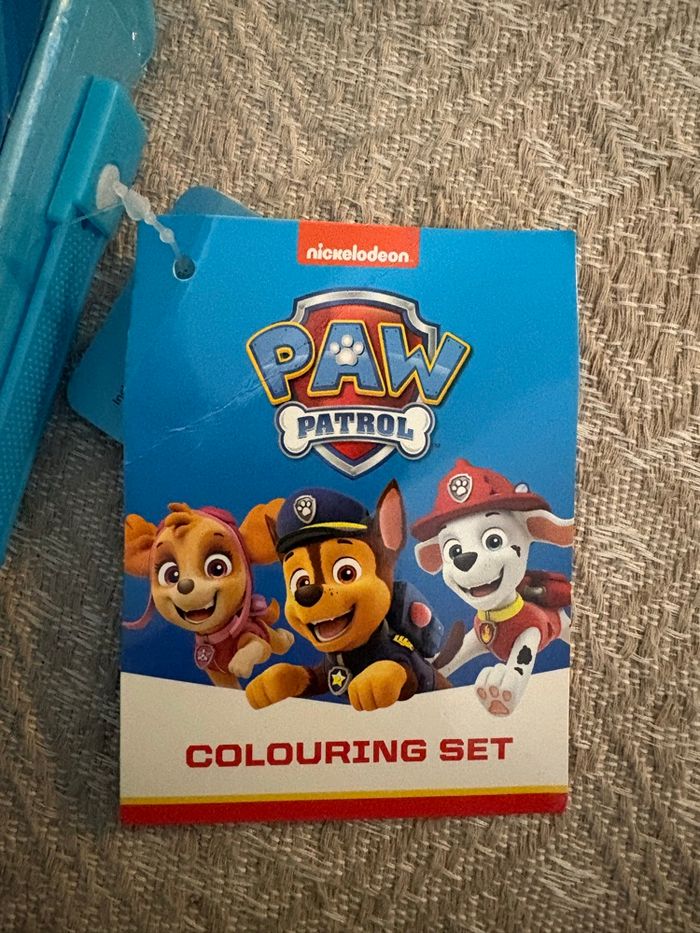 nickelodeon
PAW
PATROL
COLOURING SET